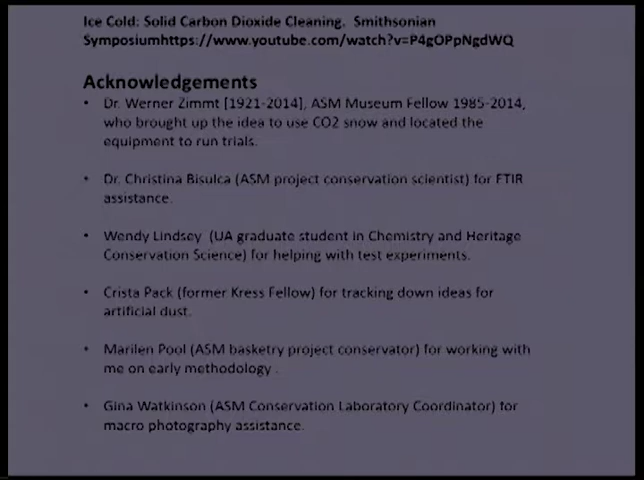 Ice Cold: Solid Carbon Dioxide Cleaning. Smithsonian
Symposiumhttps://www.youtube.com/watch?v=P4gOPpNgdWQ
Acknowledgements
• Dr. Werner Zimmt [1921-2014], ASM Museum Fellow 1985-2014,
who brought up the idea to use CO2 snow and located the
equipment to run trials.
• Dr. Christina Bisulca (ASM project conservation scientist) for FTIR
assistance.
• Wendy Lindsey (UA graduate student in Chemistry and Heritage
Conservation Science) for helping with test experiments.
• Crista Pack (former Kress Fellow) for tracking down ideas for
artificial dust.
• Marilen Pool (ASM basketry project conservator) for working with
me on early methodology .
• Gina Watkinson (ASM Conservation Laboratory Coordinator) for
macro photography assistance.